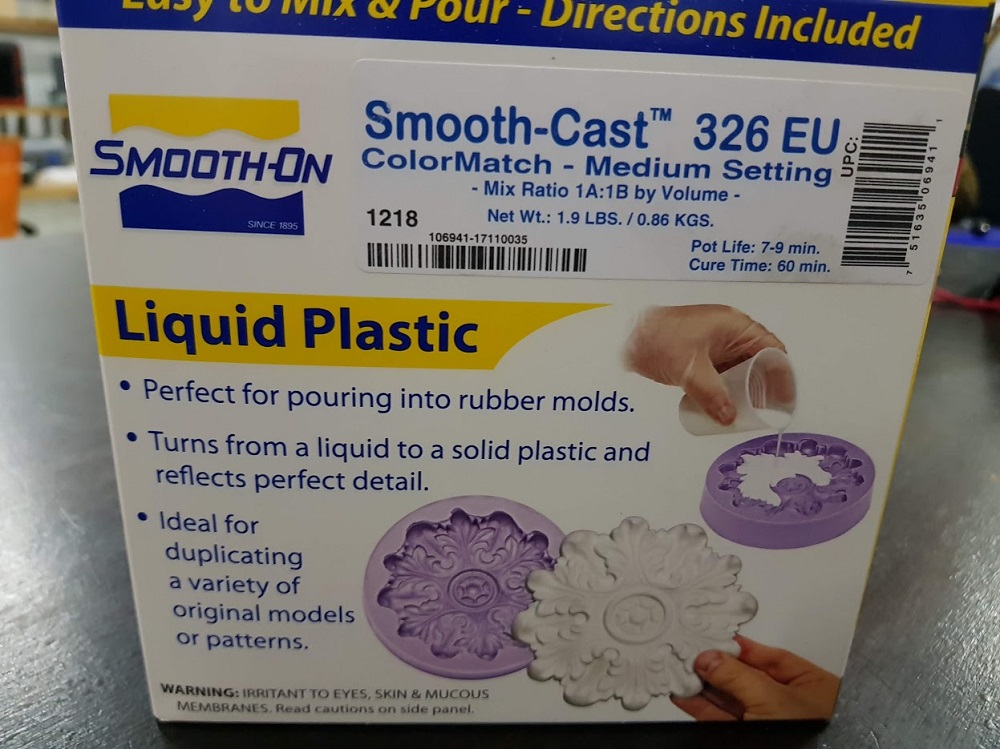 Easy to Mix & Pour - Directions Included
SMOOTH-ON
SINCE 1895
Smooth-Cast™ 326 EU
ColorMatch - Medium Setting
- Mix Ratio 1A:1B by Volume -
1218
Net Wt.: 1.9 LBS. / 0.86 KGS.
106941-17110035
Pot Life: 7-9 min.
Cure Time: 60 min.
UPC:
7 51635 06941 1
Liquid Plastic
• Perfect for pouring into rubber molds.
• Turns from a liquid to a solid plastic and
reflects perfect detail.
• Ideal for
duplicating
a variety of
original models
or patterns.
WARNING: IRRITANT TO EYES, SKIN & MUCOUS
MEMBRANES. Read cautions on side panel.